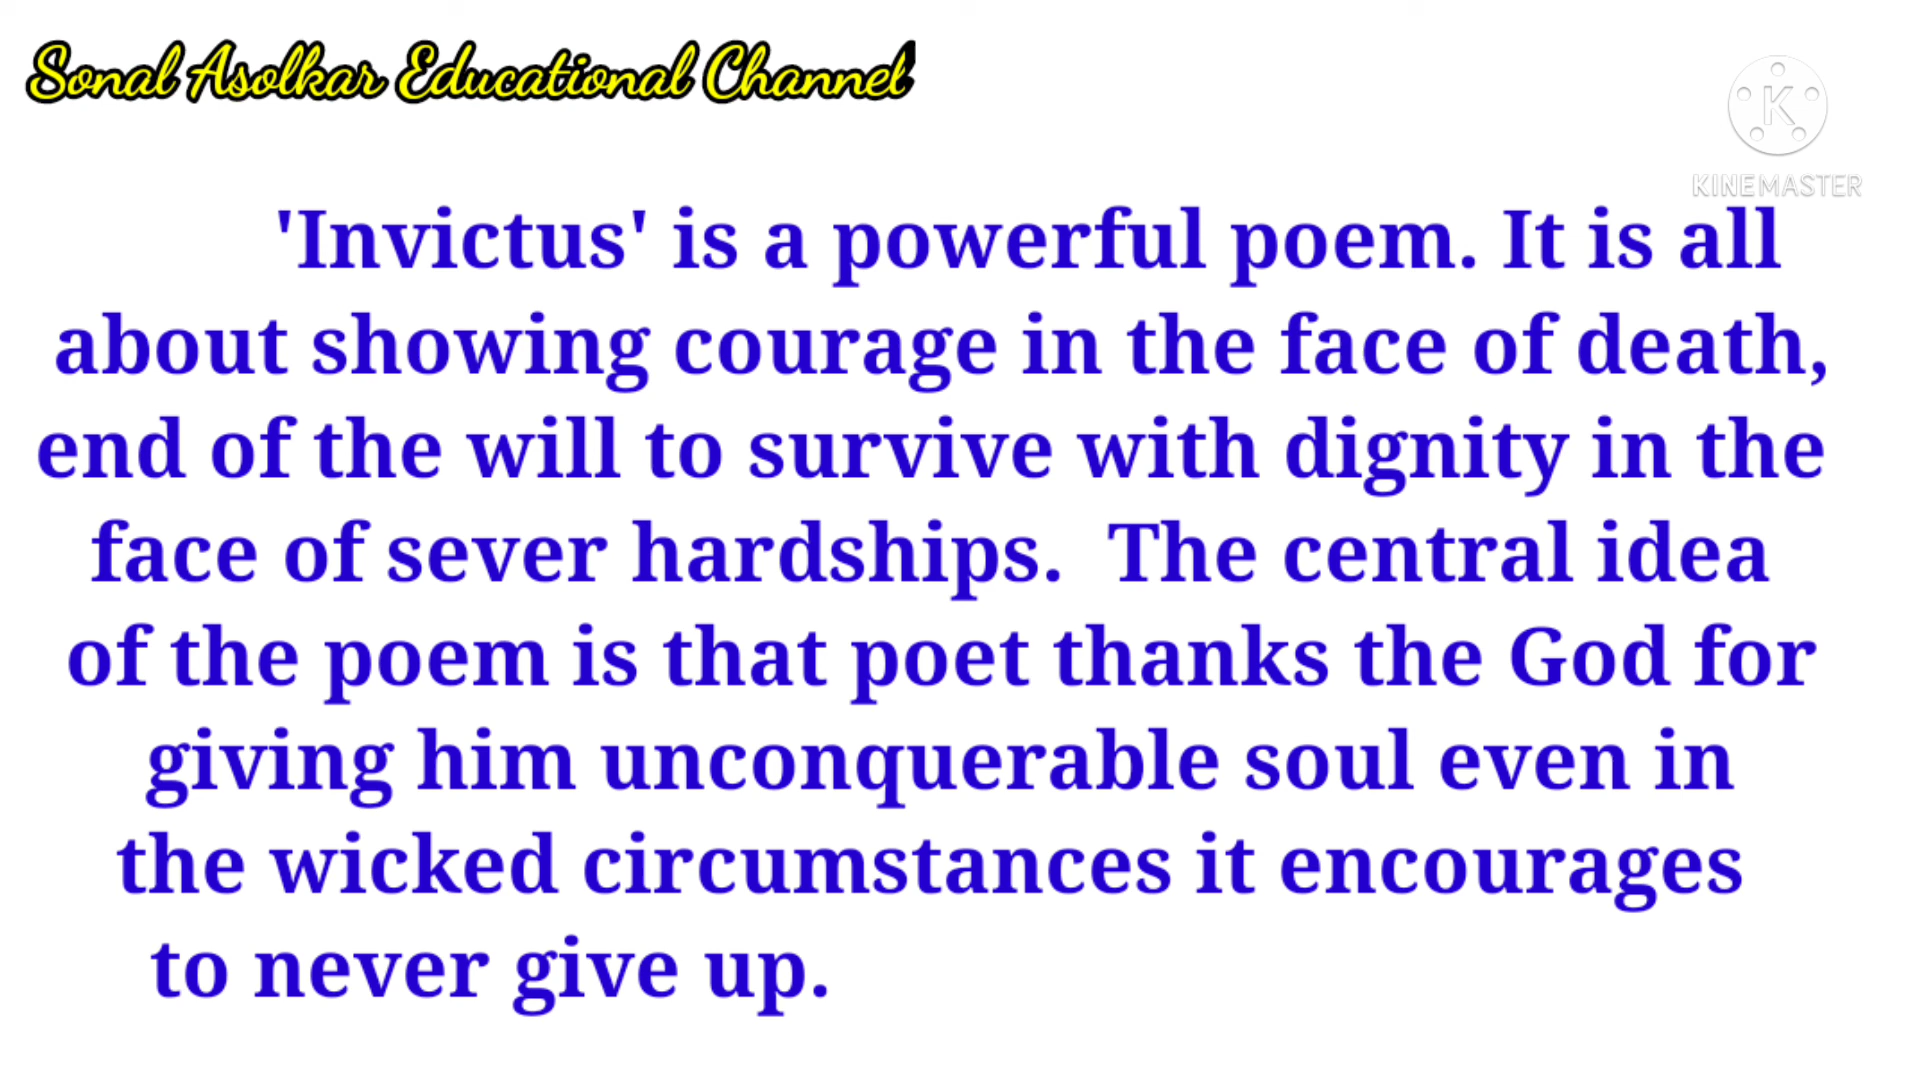 Sonal Asolkar Educational Channel
K
KINEMASTER
'Invictus' is a powerful poem. It is all
about showing courage in the face of death,
end of the will to survive with dignity in the
face of sever hardships. The central idea
of the poem is that poet thanks the God for
giving him unconquerable soul even in
the wicked circumstances it encourages
to never give up.